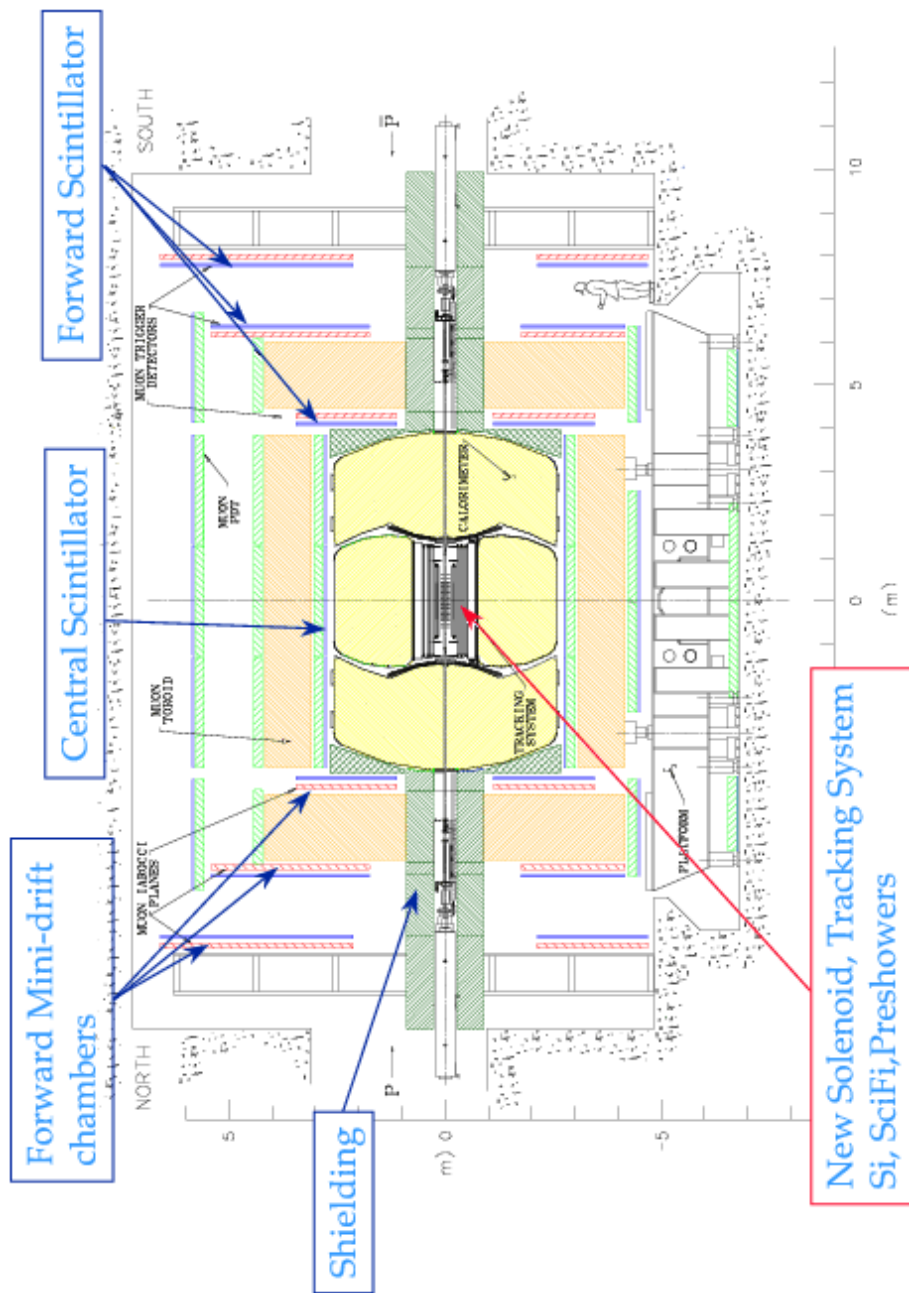 Forward Mini-drift
chambers
Central Scintillator
Forward Scintillator
NORTH
SOUTH
MUON IAROCCI
PLANES
MUON
TOROID
MUON
PDT
MUON TRIGGER
DETECTORS
Shielding
P
P̄
TRACKING
SYSTEM
CALORIMETER
PLATFORM
5
m) 0
-5
0
5
10
(m)
New Solenoid, Tracking System
Si, SciFi,Preshowers